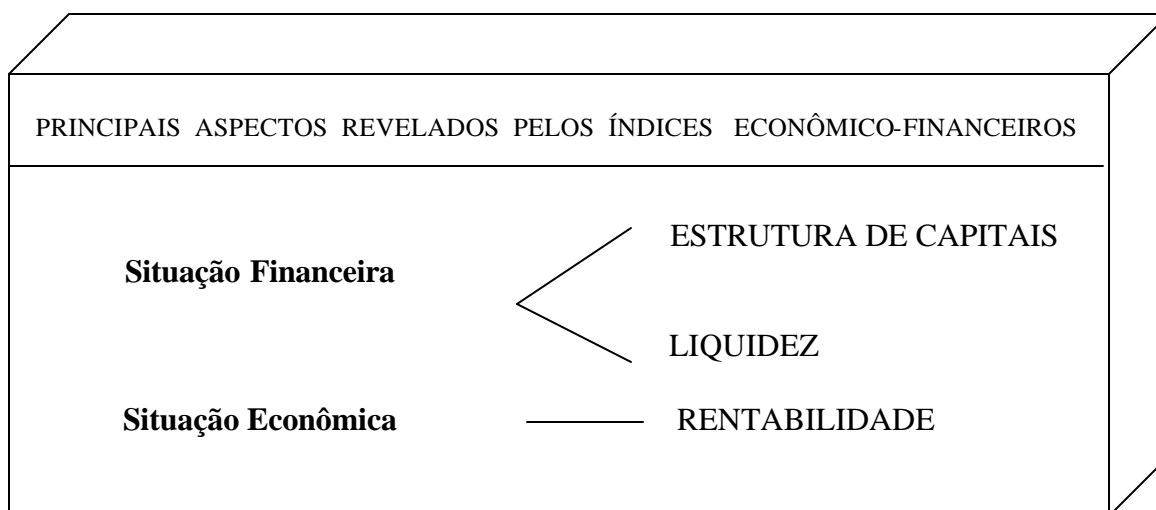 PRINCIPAIS ASPECTOS REVELADOS PELOS ÍNDICES ECONÔMICO-FINANCEIROS
ESTRUTURA DE CAPITAIS
Situação Financeira
LIQUIDEZ
Situação Econômica
RENTABILIDADE